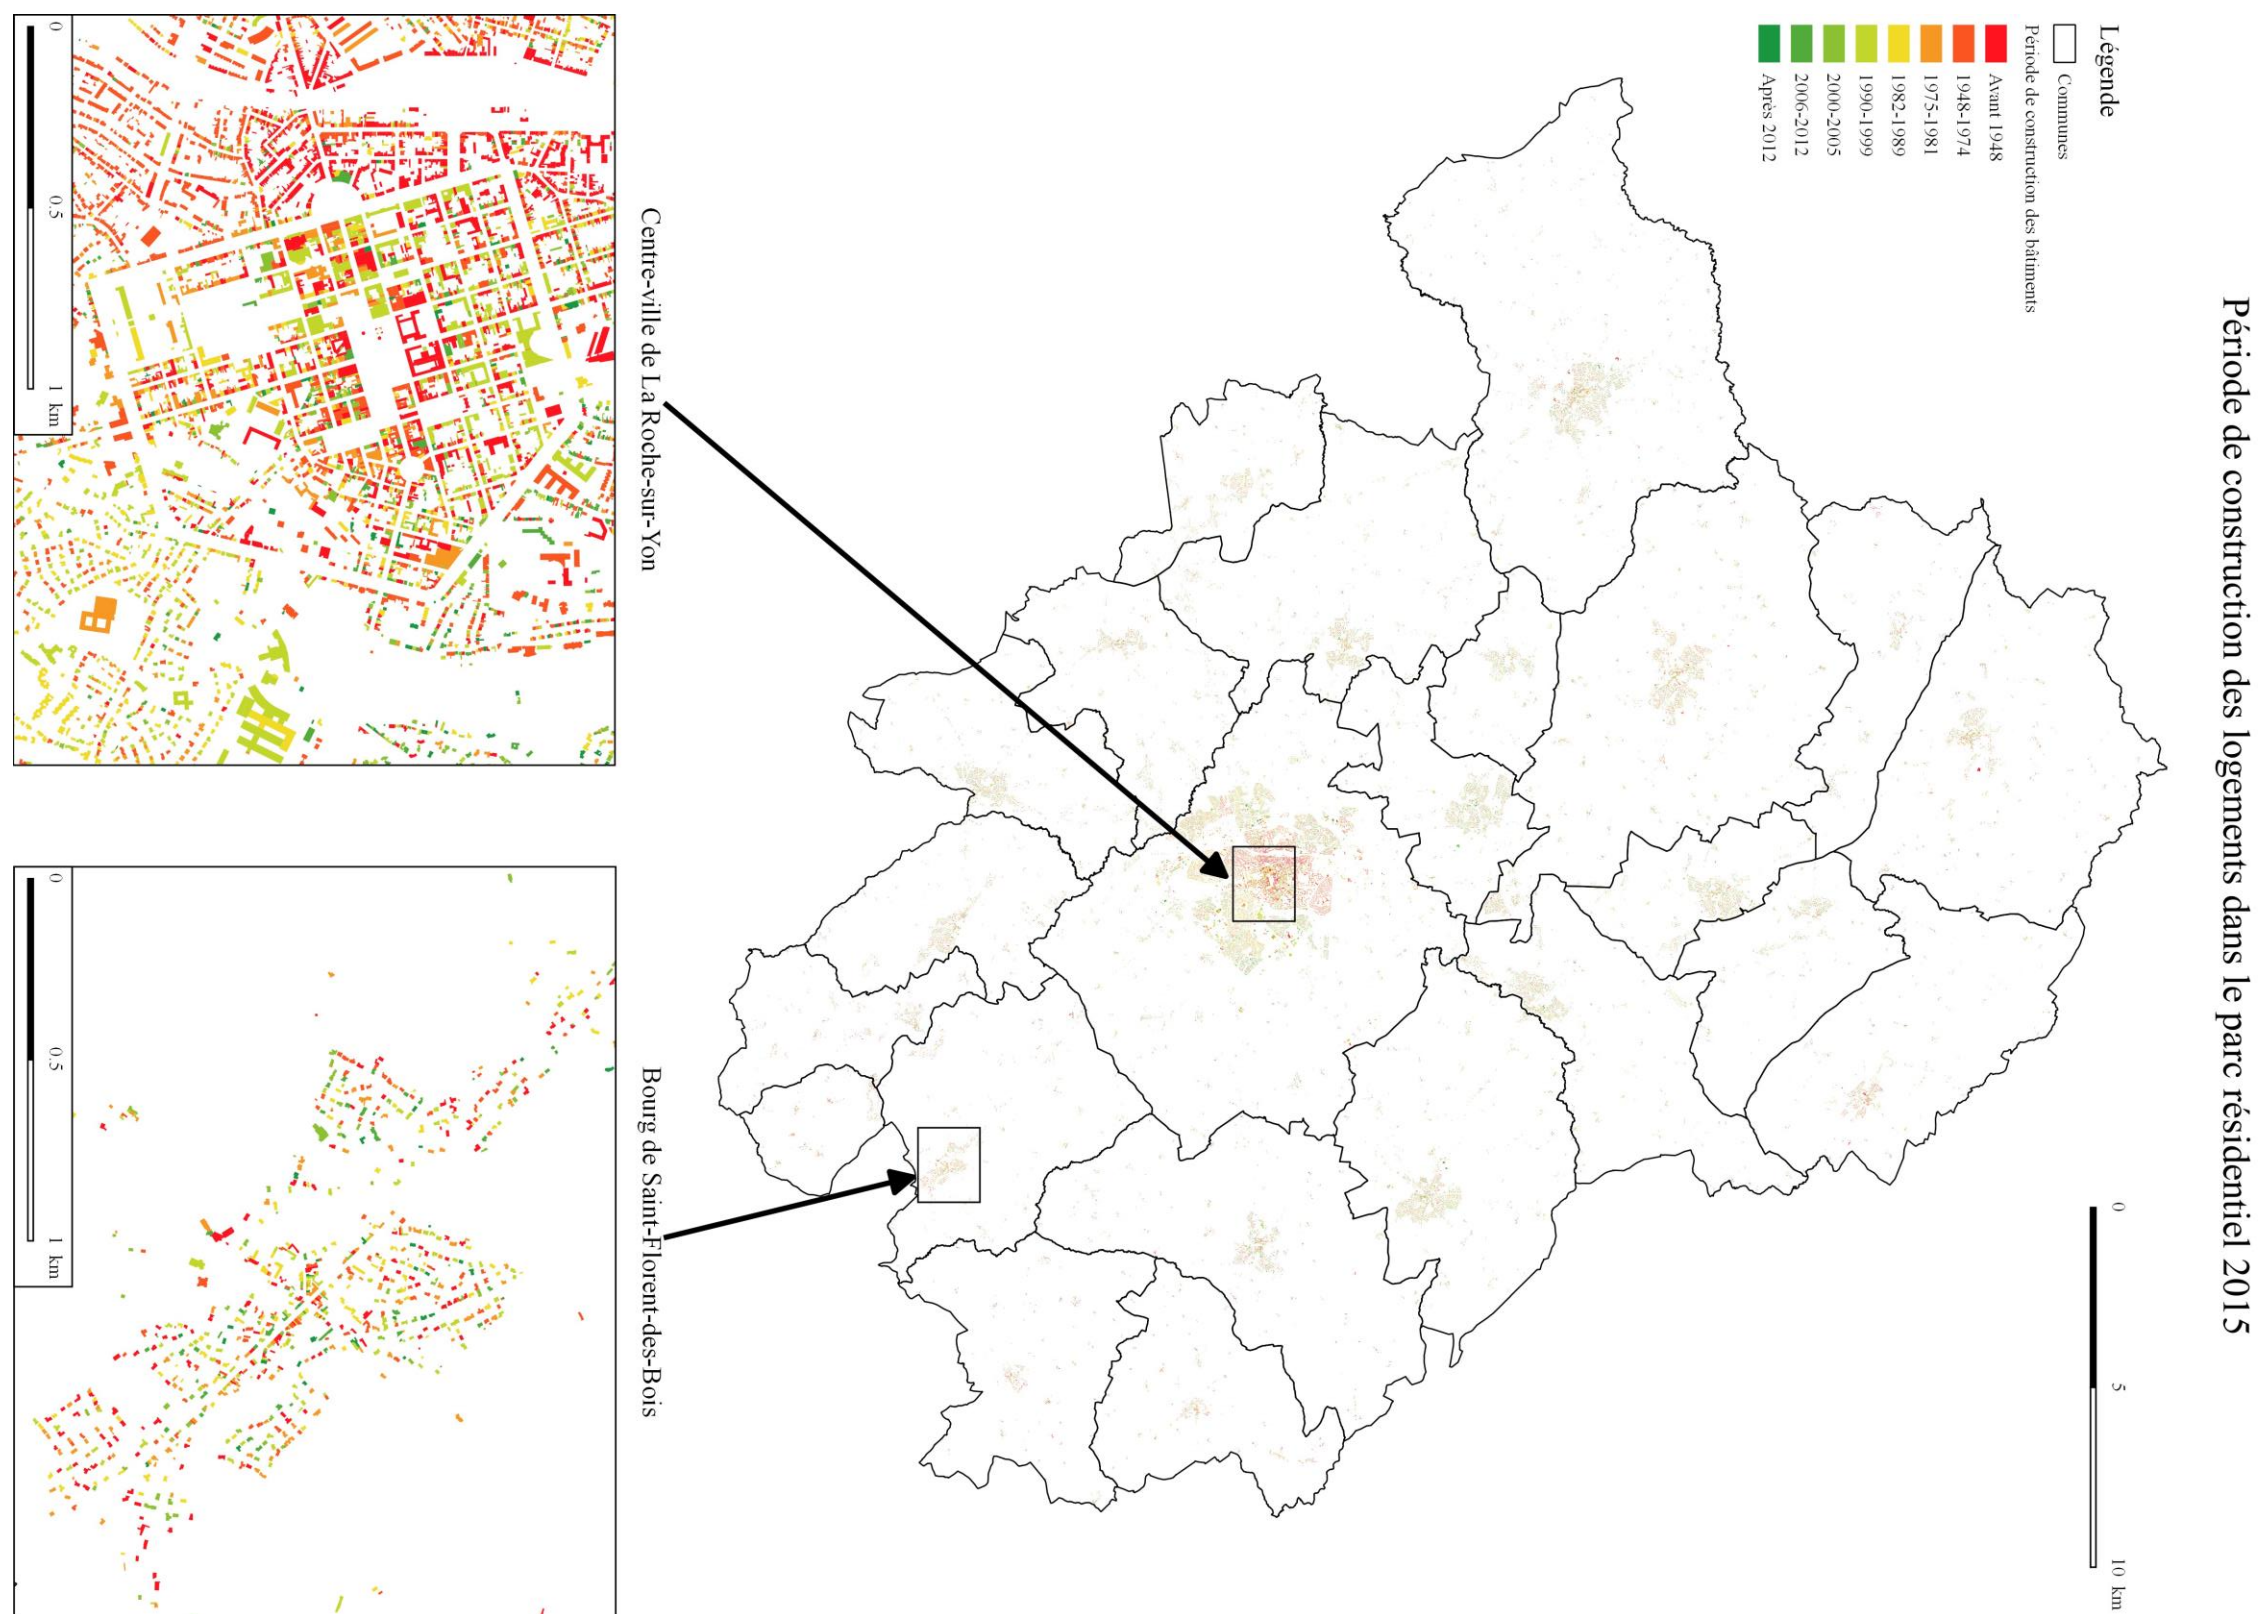 Période de construction des logements dans le parc résidentiel 2015
Légende
Communes
Période de construction des bâtiments
Avant 1948
1948-1974
1975-1981
1982-1989
1990-1999
2000-2005
2006-2012
Après 2012
0 5 10 km
Centre-ville de La Roche-sur-Yon
Bourg de Saint-Florent-des-Bois
0 0.5 1 km
0 0.5 1 km